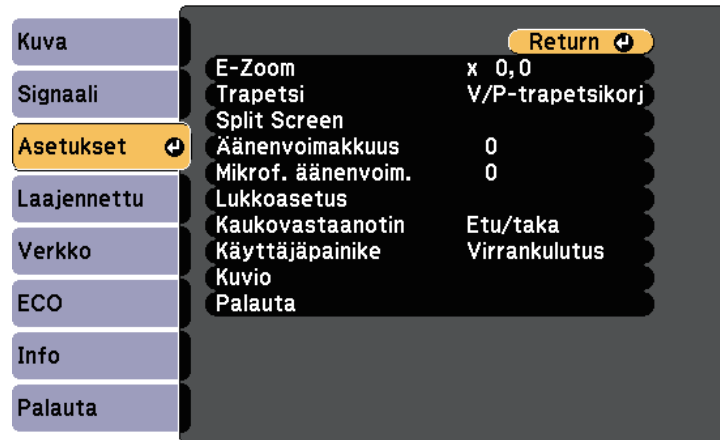 Kuva
Signaali
Asetukset
Laajennettu
Verkko
ECO
Info
Palauta
Return
E-Zoom x 0,0
Trapetsi V/P-trapetsikorj
Split Screen
Äänenvoimakkuus 0
Mikrof. äänenvoim. 0
Lukkoasetus
Kaukovastaanotin Etu/taka
Käyttäjäpainike Virrankulutus
Kuvio
Palauta